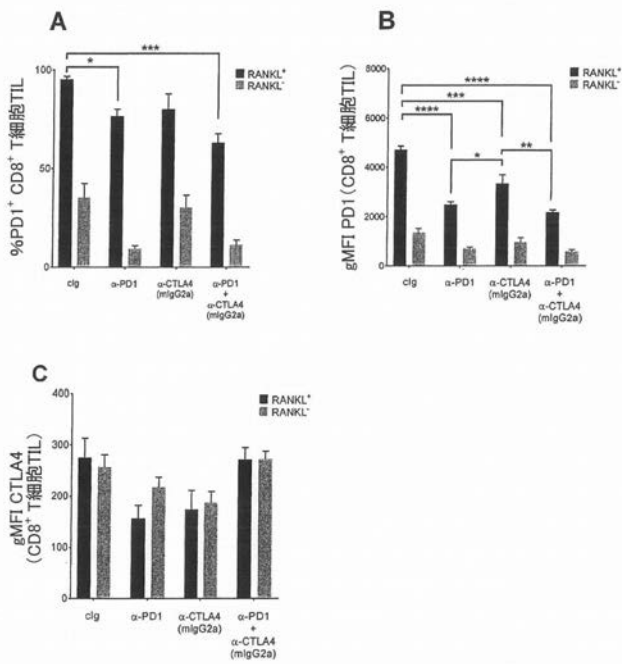 A
***
*
RANKL⁺
RANKL⁻
%PD1⁺ CD8⁺ T細胞TIL
100
50
0
cIg
α-PD1
α-CTLA4
(mIgG2a)
α-PD1
+
α-CTLA4
(mIgG2a)
B
RANKL⁺
RANKL⁻
****
***
****
**
*
gMFI PD1(CD8⁺ T細胞TIL)
8000
6000
4000
2000
0
cIg
α-PD1
α-CTLA4
(mIgG2a)
α-PD1
+
α-CTLA4
(mIgG2a)
C
RANKL⁺
RANKL⁻
gMFI CTLA4
(CD8⁺ T細胞TIL)
400
300
200
100
0
cIg
α-PD1
α-CTLA4
(mIgG2a)
α-PD1
+
α-CTLA4
(mIgG2a)